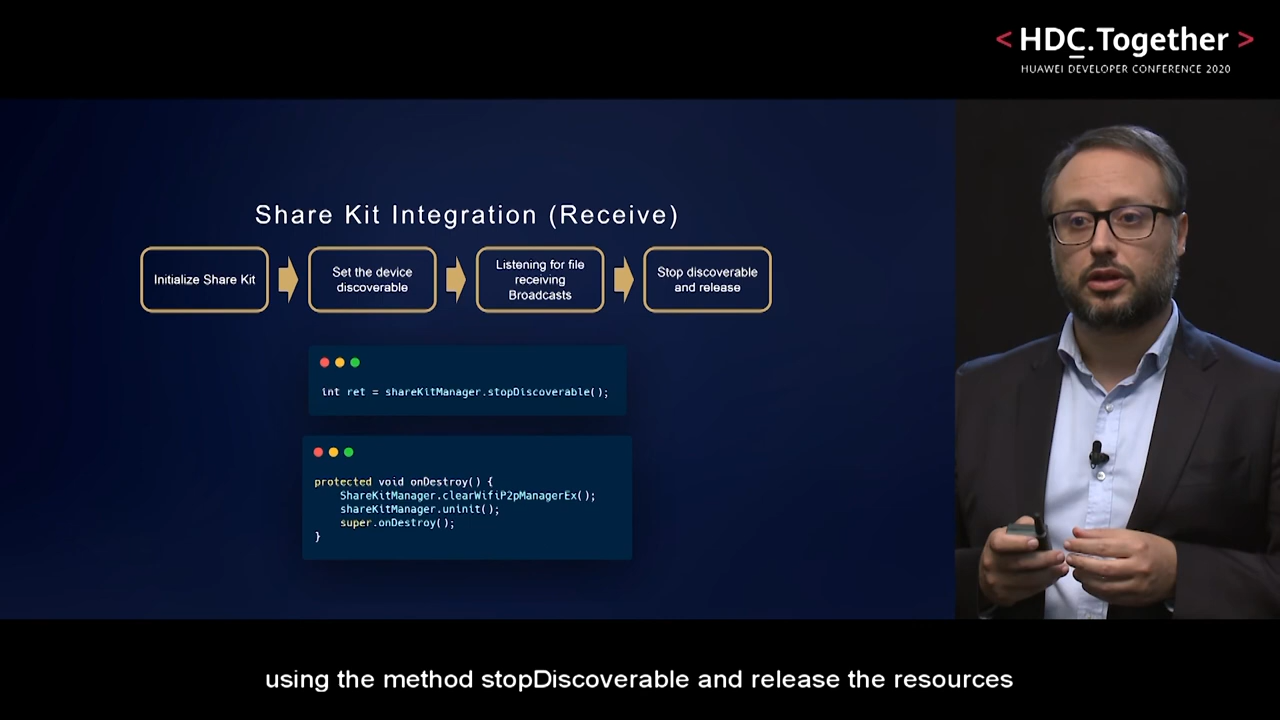 < HDC.Together >
HUAWEI DEVELOPER CONFERENCE 2020
Share Kit Integration (Receive)
Initialize Share Kit
Set the device
discoverable
Listening for file
receiving
Broadcasts
Stop discoverable
and release
int ret = shareKitManager.stopDiscoverable();
protected void onDestroy() {
    ShareKitManager.clearWifiP2pManagerEx();
    shareKitManager.uninit();
    super.onDestroy();
}
using the method stopDiscoverable and release the resources